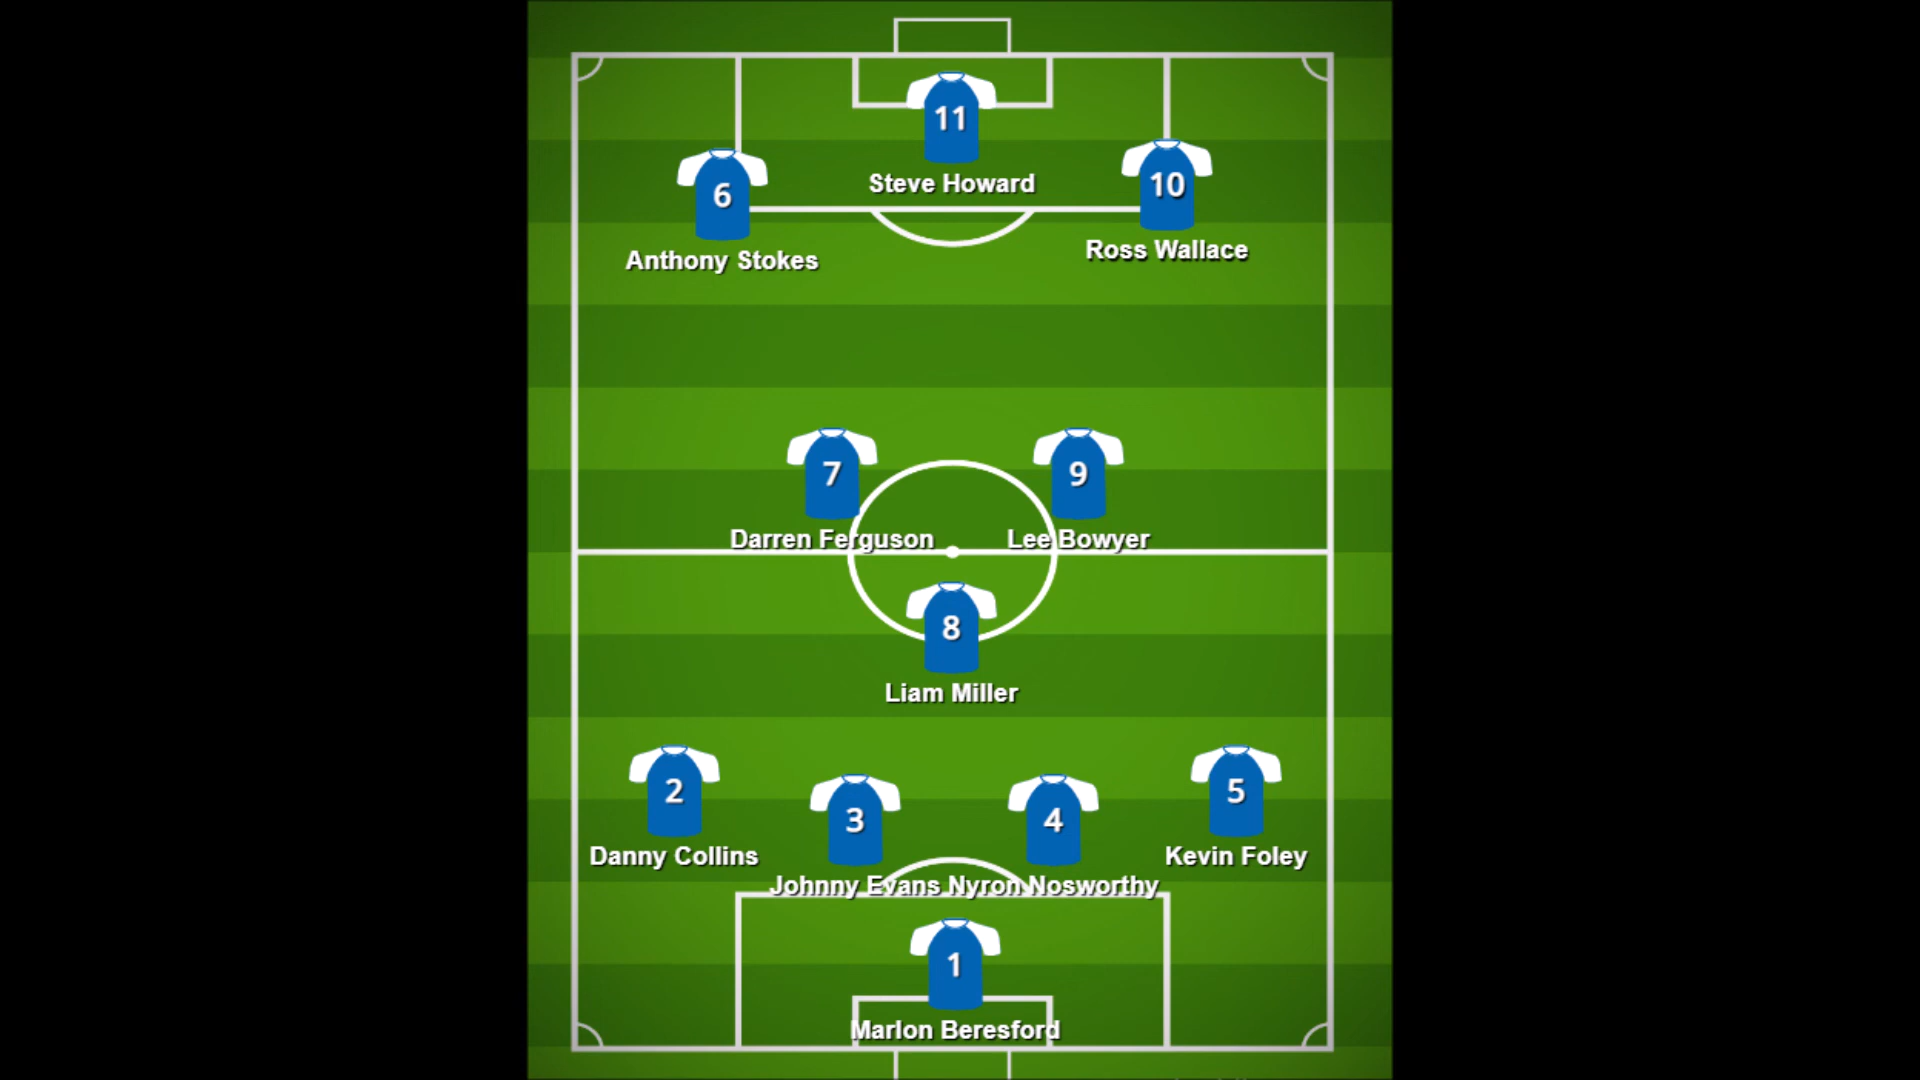 11
Steve Howard
6
Anthony Stokes
10
Ross Wallace
7
Darren Ferguson
9
Lee Bowyer
8
Liam Miller
2
Danny Collins
3
Johnny Evans
4
Nyron Nosworthy
5
Kevin Foley
1
Marlon Beresford